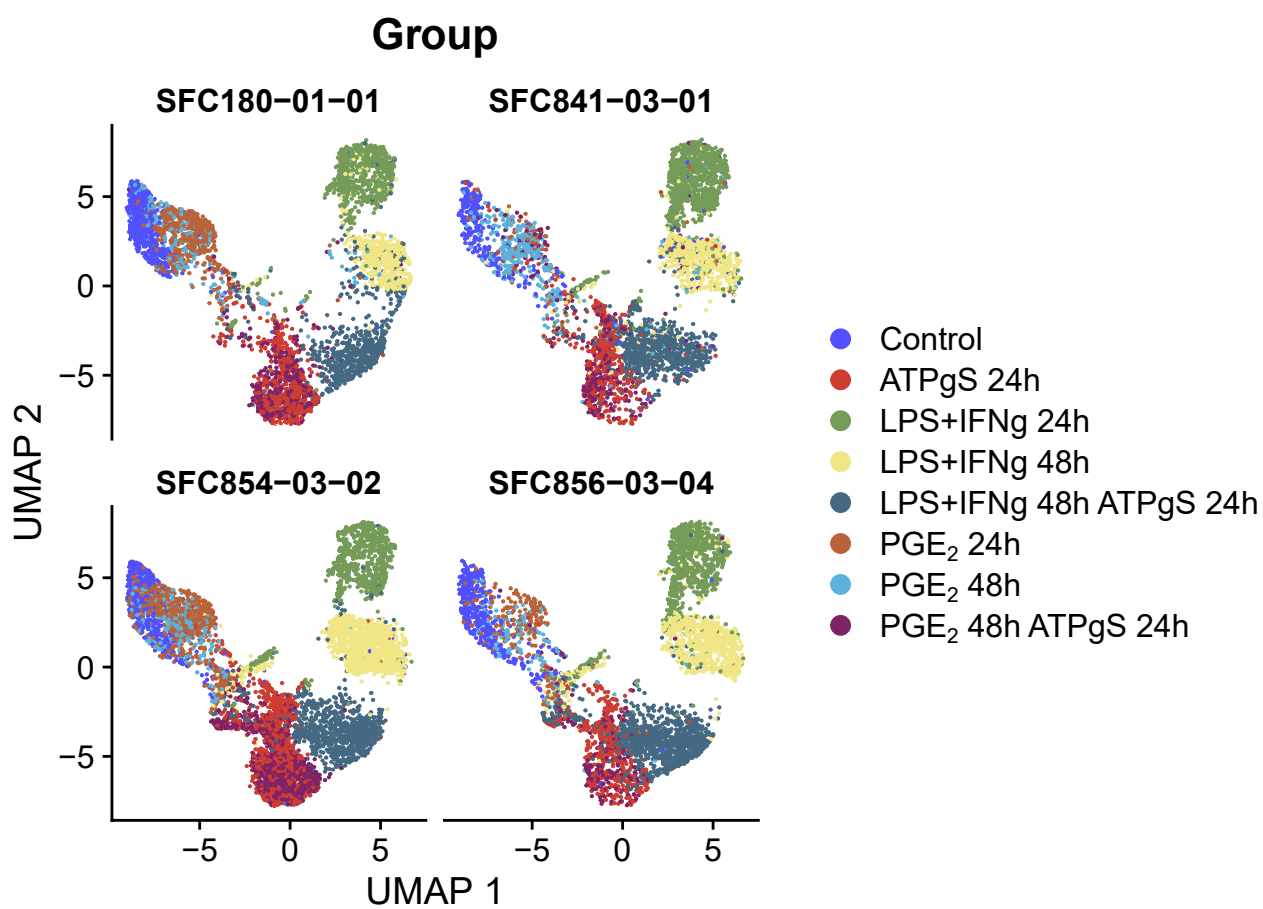 Group
SFC180−01−01
SFC841−03−01
5
0
−5
SFC854−03−02
SFC856−03−04
5
0
−5
−5 0 5
−5 0 5
UMAP 1
UMAP 2
Control
ATPgS 24h
LPS+IFNg 24h
LPS+IFNg 48h
LPS+IFNg 48h ATPgS 24h
PGE₂ 24h
PGE₂ 48h
PGE₂ 48h ATPgS 24h